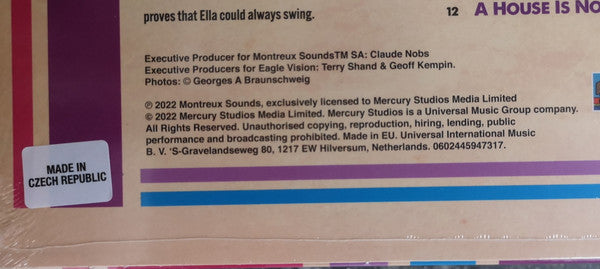 proves that Ella could always swing.
12 A HOUSE IS NO
Executive Producer for Montreux SoundsTM SA: Claude Nobs
Executive Producers for Eagle Vision: Terry Shand & Geoff Kempin.
Photos: © Georges A Braunschweig
℗ 2022 Montreux Sounds, exclusively licensed to Mercury Studios Media Limited
© 2022 Mercury Studios Media Limited. Mercury Studios is a Universal Music Group company.
All Rights Reserved. Unauthorised copying, reproduction, hiring, lending, public
performance and broadcasting prohibited. Made in EU. Universal International Music
B. V. 'S-Gravelandseweg 80, 1217 EW Hilversum, Netherlands. 0602445947317.
MADE IN
CZECH REPUBLIC